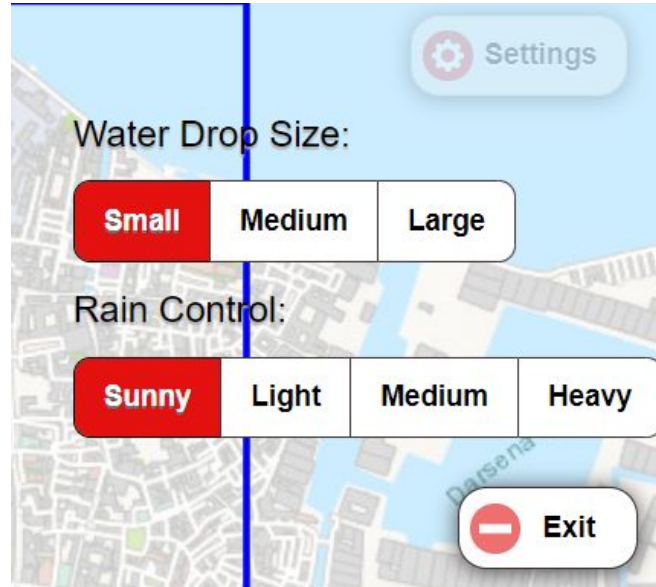 Settings
Water Drop Size:
Small Medium Large
Rain Control:
Sunny Light Medium Heavy
Darsena
Exit